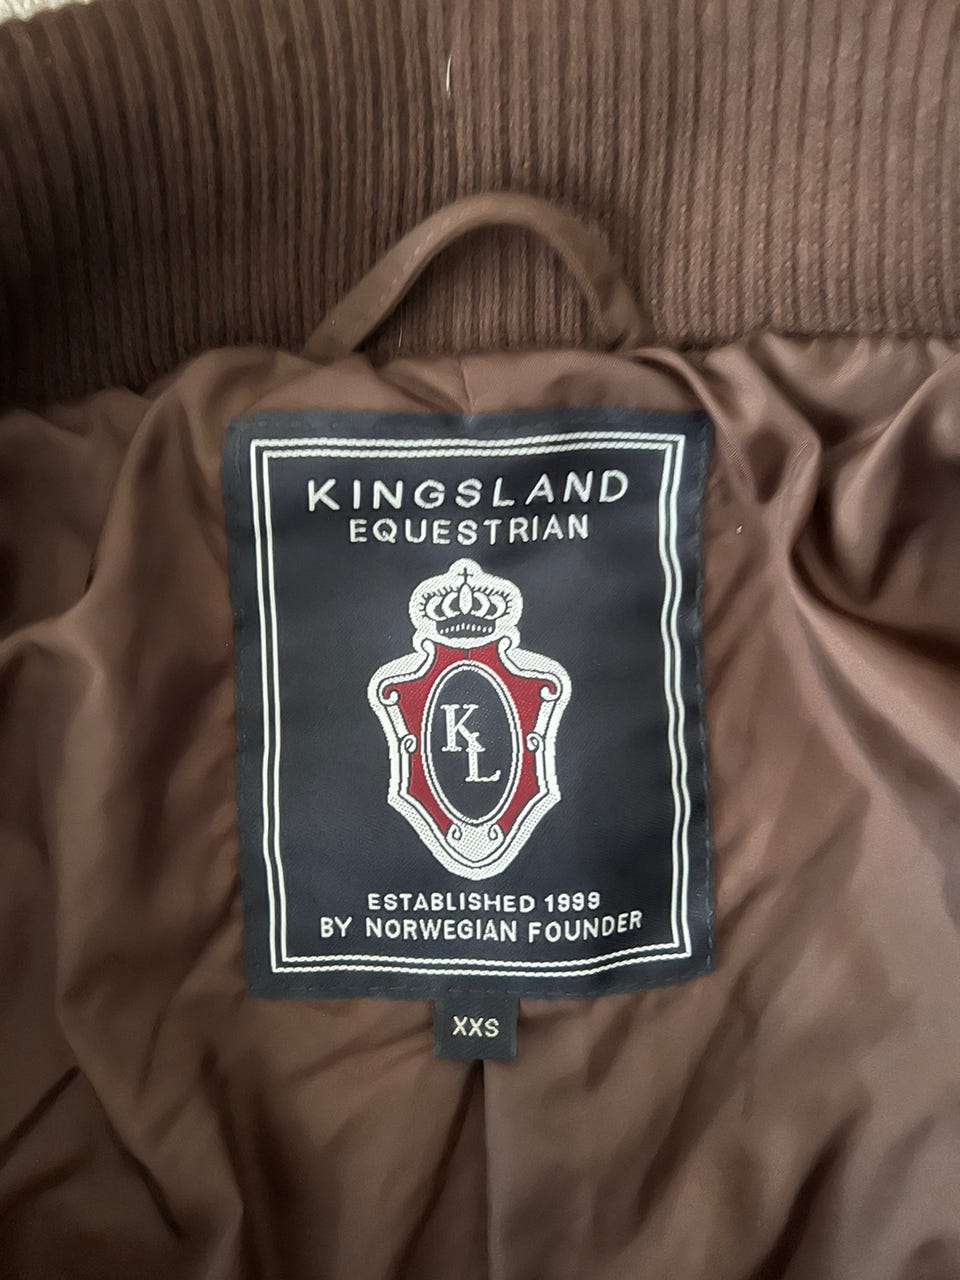 KINGSLAND
EQUESTRIAN
KL
ESTABLISHED 1999
BY NORWEGIAN FOUNDER
XXS